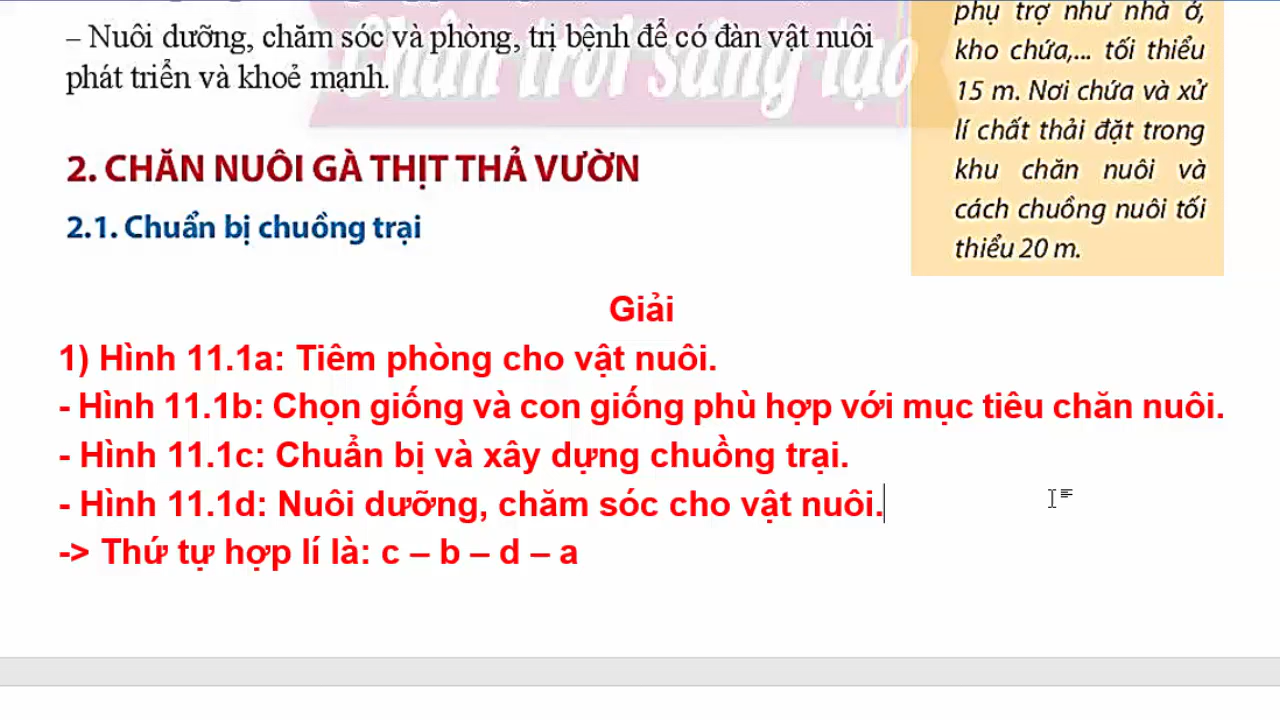 – Nuôi dưỡng, chăm sóc và phòng, trị bệnh để có đàn vật nuôi
phát triển và khoẻ mạnh.
Chân trời sáng tạo
2. CHĂN NUÔI GÀ THỊT THẢ VƯỜN
2.1. Chuẩn bị chuồng trại
phụ trợ như nhà ở,
kho chứa,... tối thiểu
15 m. Nơi chứa và xử
lí chất thải đặt trong
khu chăn nuôi và
cách chuồng nuôi tối
thiểu 20 m.
Giải
1) Hình 11.1a: Tiêm phòng cho vật nuôi.
- Hình 11.1b: Chọn giống và con giống phù hợp với mục tiêu chăn nuôi.
- Hình 11.1c: Chuẩn bị và xây dựng chuồng trại.
- Hình 11.1d: Nuôi dưỡng, chăm sóc cho vật nuôi.
-> Thứ tự hợp lí là: c – b – d – a